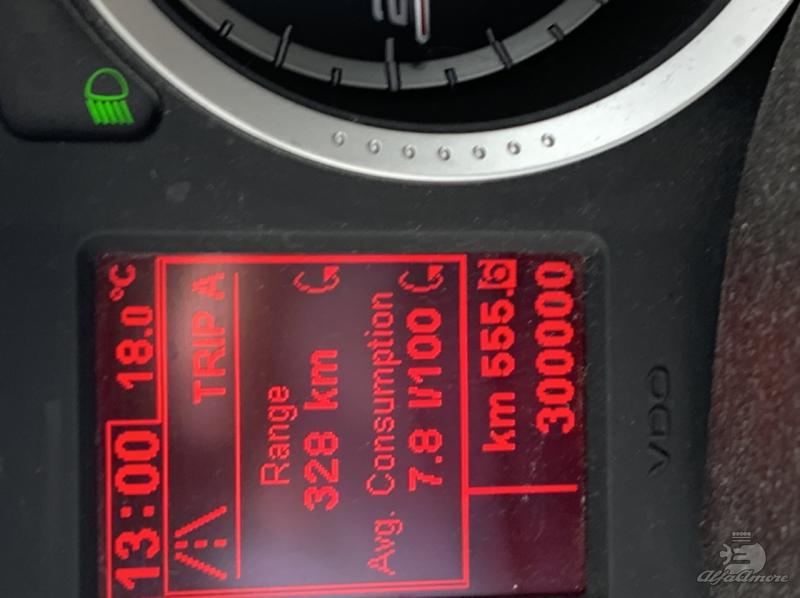 13:00 18.0°C
TRIP A
Range
328 km
Avg. Consumption
7.8 l/100
km 555.6
300000
VDO
AlfaAmore